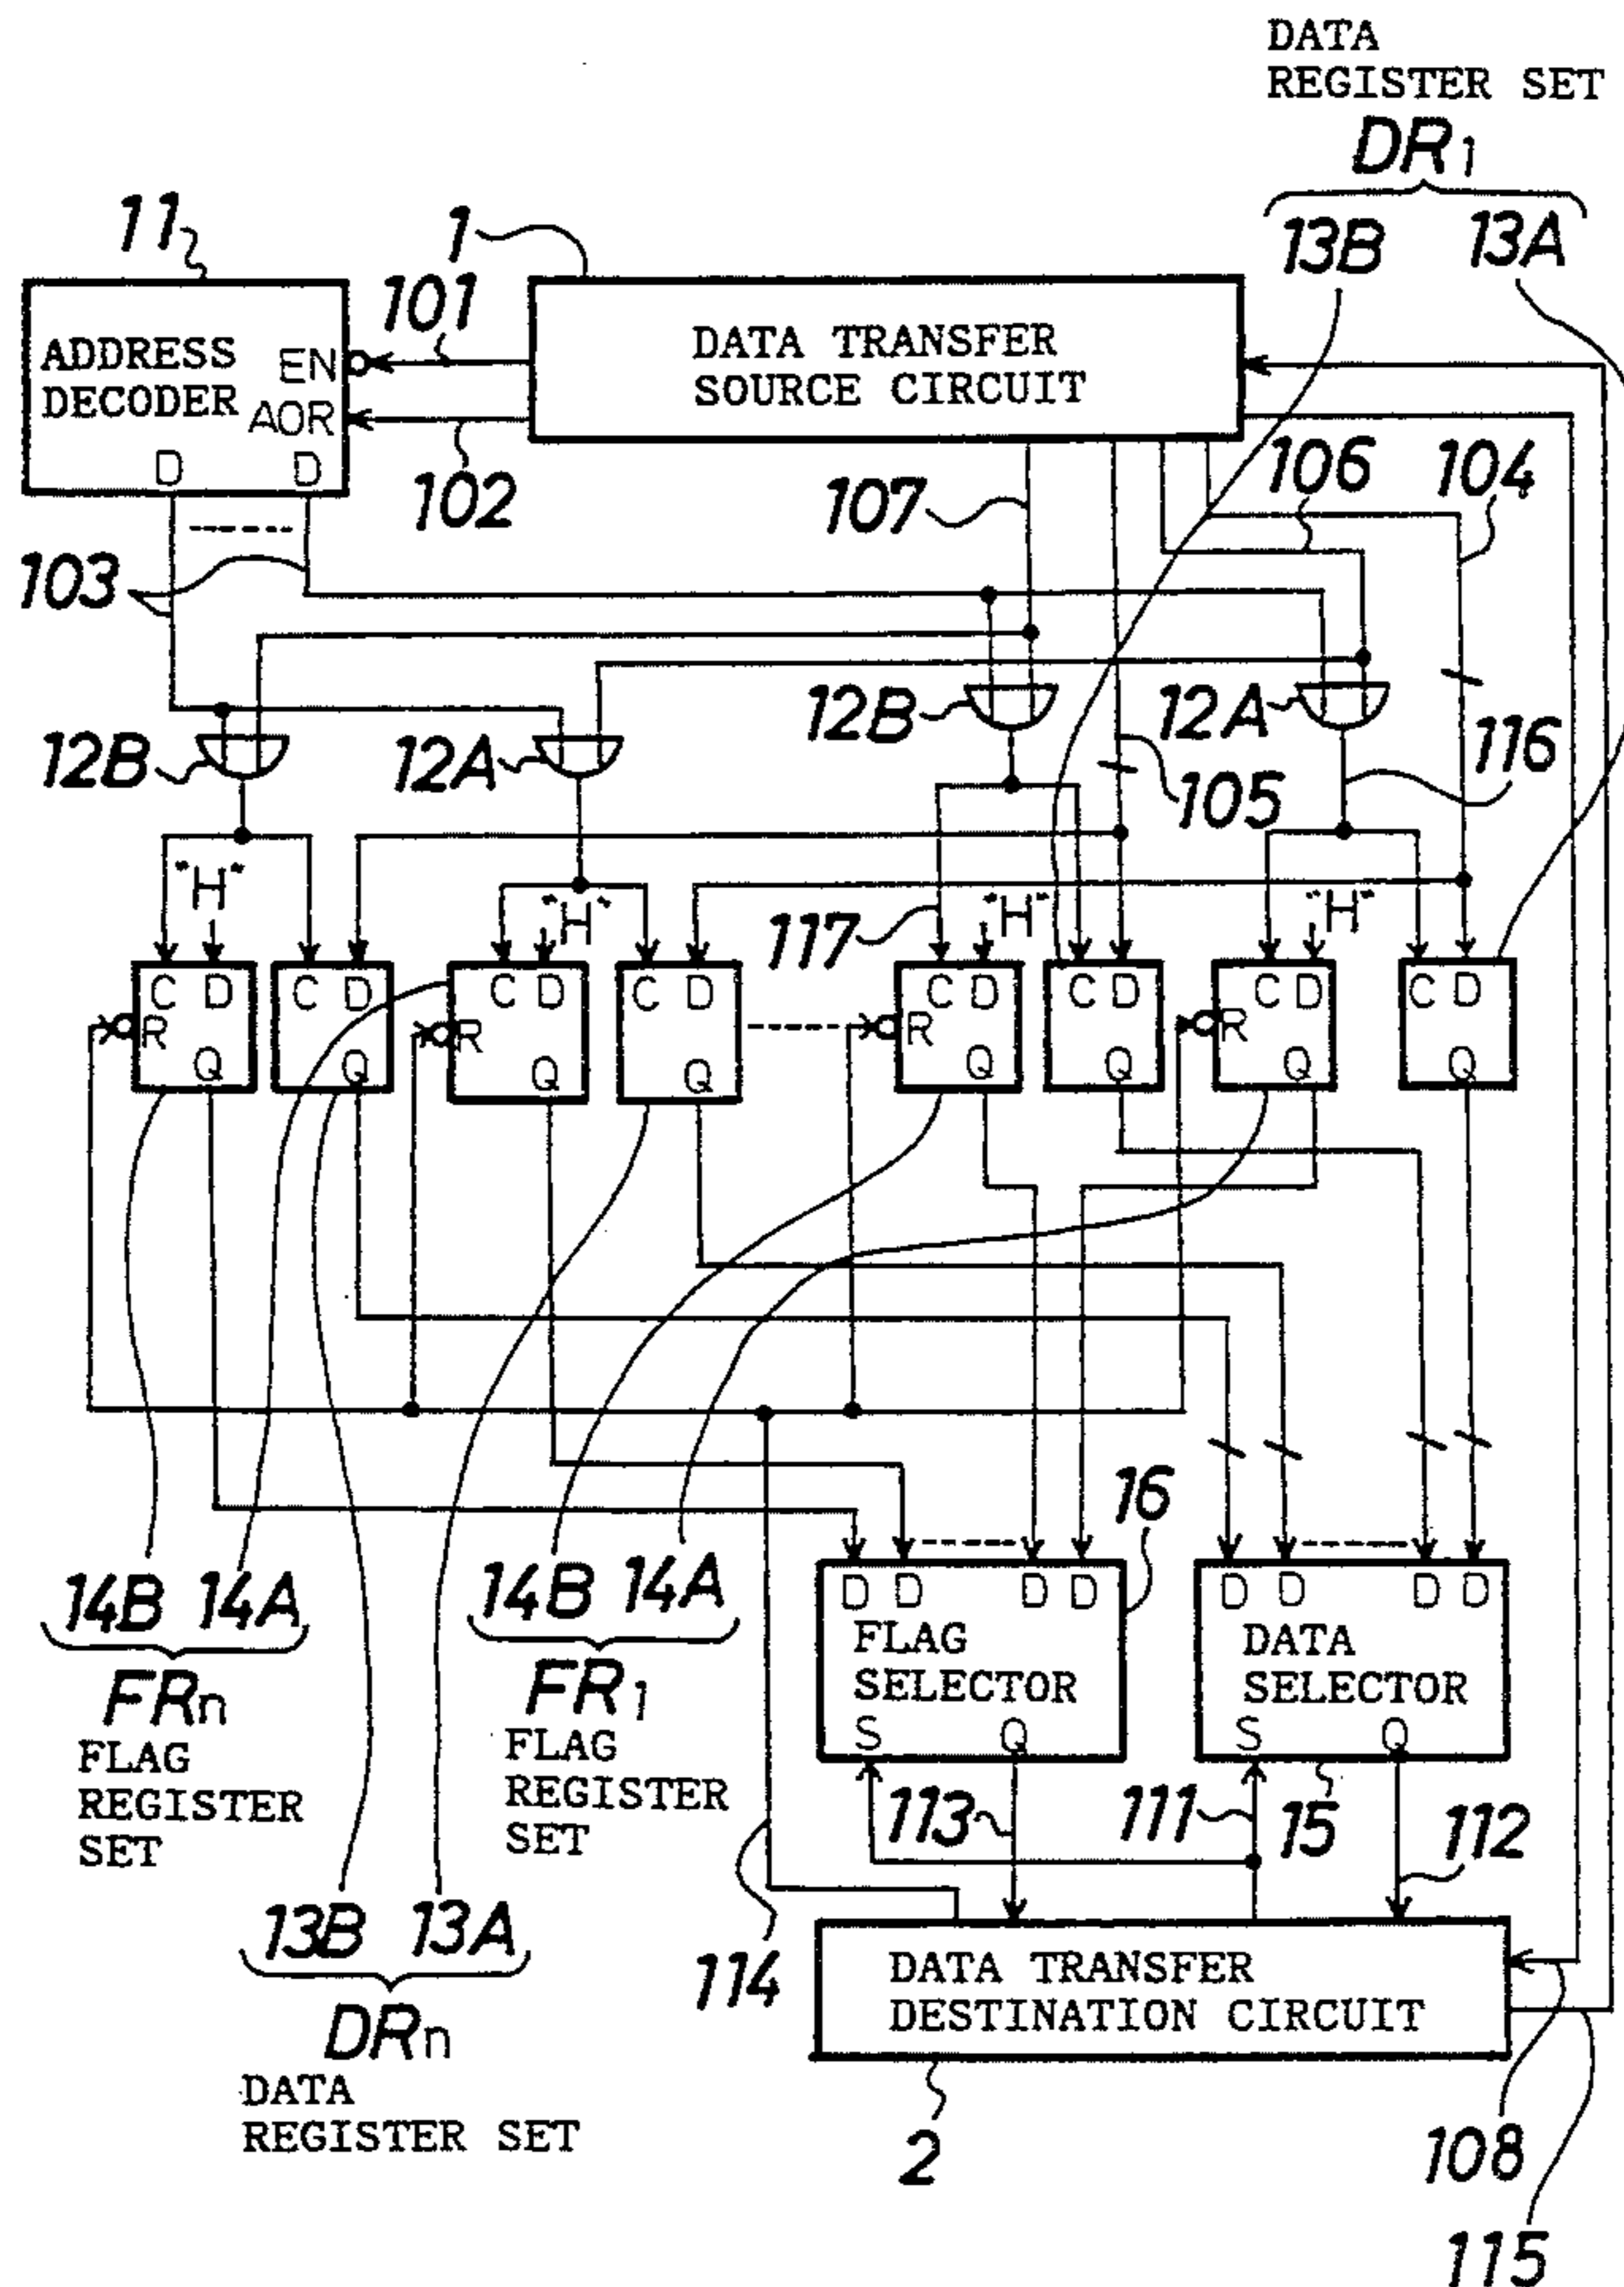 DATA
REGISTER SET
DR1
13B 13A
11
1
ADDRESS
DECODER
EN
AOR
D D
101
102
DATA TRANSFER
SOURCE CIRCUIT
107
106
104
103
12B
12A
12B
12A
105
116
"H"
"H"
117
"H"
"H"
C D
R
Q
C D
Q
C D
R
Q
C D
Q
C D
R
Q
C D
Q
C D
R
Q
C D
Q
16
14B 14A
FRn
FLAG
REGISTER
SET
14B 14A
FR1
FLAG
REGISTER
SET
D D D D
FLAG
SELECTOR
S Q
D D D D
DATA
SELECTOR
S Q
113
111
15
112
13B 13A
DRn
DATA
REGISTER SET
114
DATA TRANSFER
DESTINATION CIRCUIT
2
108
115